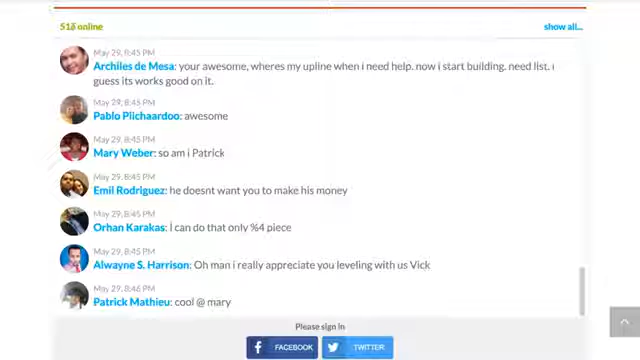 online
show all...
May 29, 8:45 PM
Archiles de Mesa: your awesome, wheres my upline when i need help. now i start building. need list. i
guess its works good on it.
May 29, 8:45 PM
Pablo Plichaardoo: awesome
May 29, 8:45 PM
Mary Weber: so am i Patrick
May 29, 8:45 PM
Emil Rodriguez: he doesnt want you to make his money
May 29, 8:45 PM
Orhan Karakas: İ can do that only %4 piece
May 29, 8:45 PM
Alwayne S. Harrison: Oh man i really appreciate you leveling with us Vick
May 29, 8:46 PM
Patrick Mathieu: cool @ mary
Please sign in
FACEBOOK
TWITTER